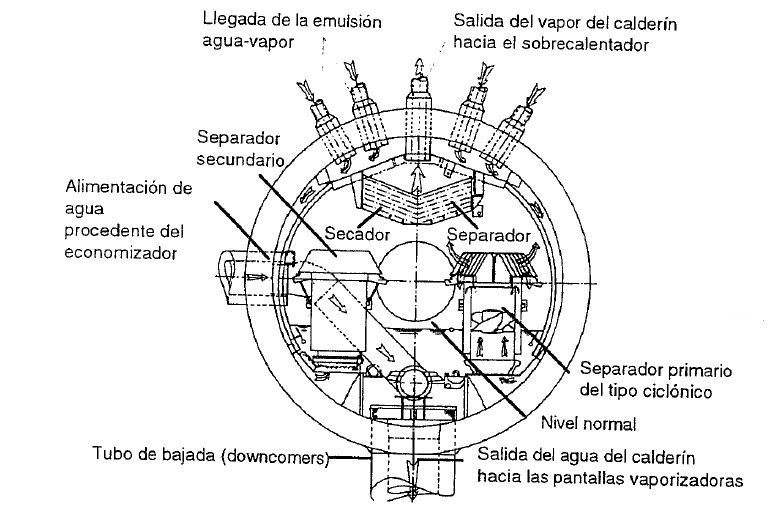 Llegada de la emulsión
agua-vapor
Salida del vapor del calderín
hacia el sobrecalentador
Separador
secundario
Alimentación de
agua
procedente del
economizador
Secador
Separador
Separador primario
del tipo ciclónico
Nivel normal
Tubo de bajada (downcomers)
Salida del agua del calderín
hacia las pantallas vaporizadoras